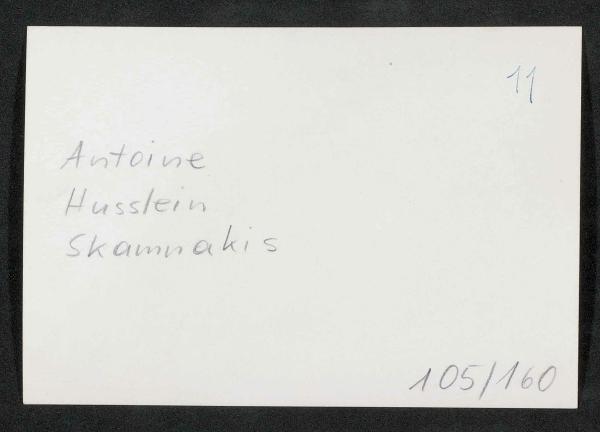 11
Antoine
Husslein
Skamnakis
105/160